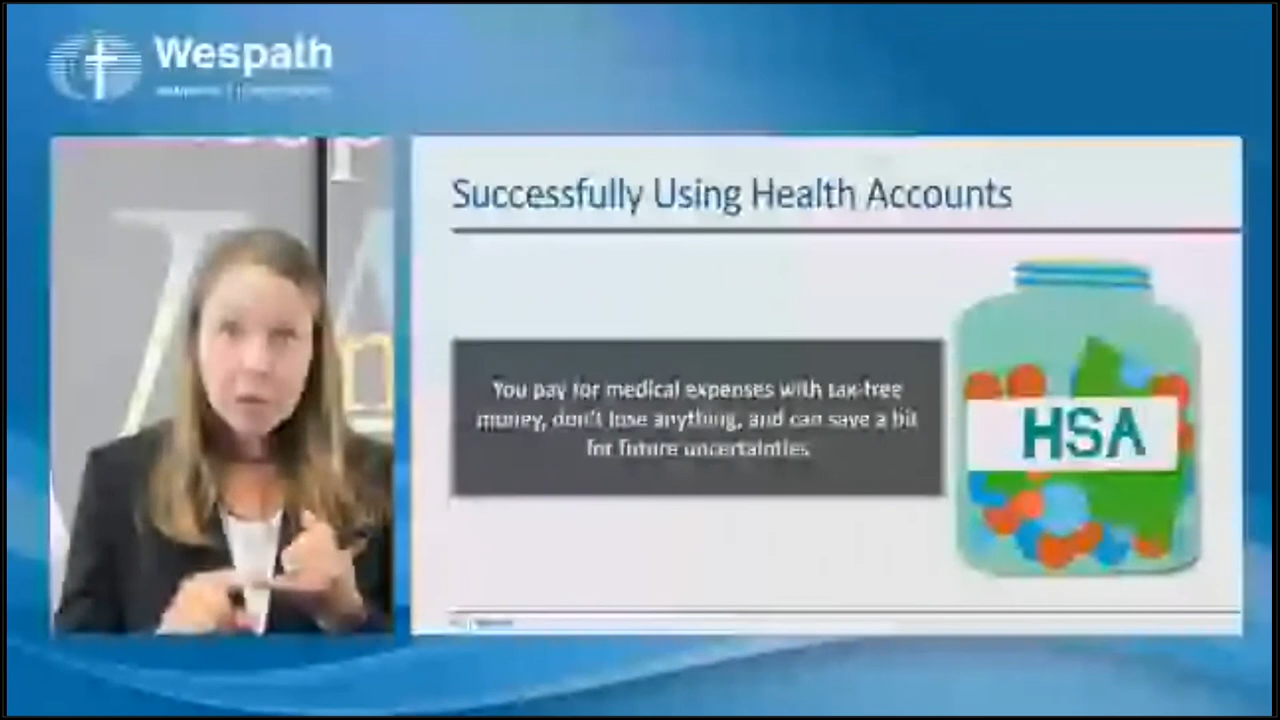 Wespath
Successfully Using Health Accounts
You pay for medical expenses with tax-free
money, don't lose anything, and can save a bit
for future uncertainties.
HSA